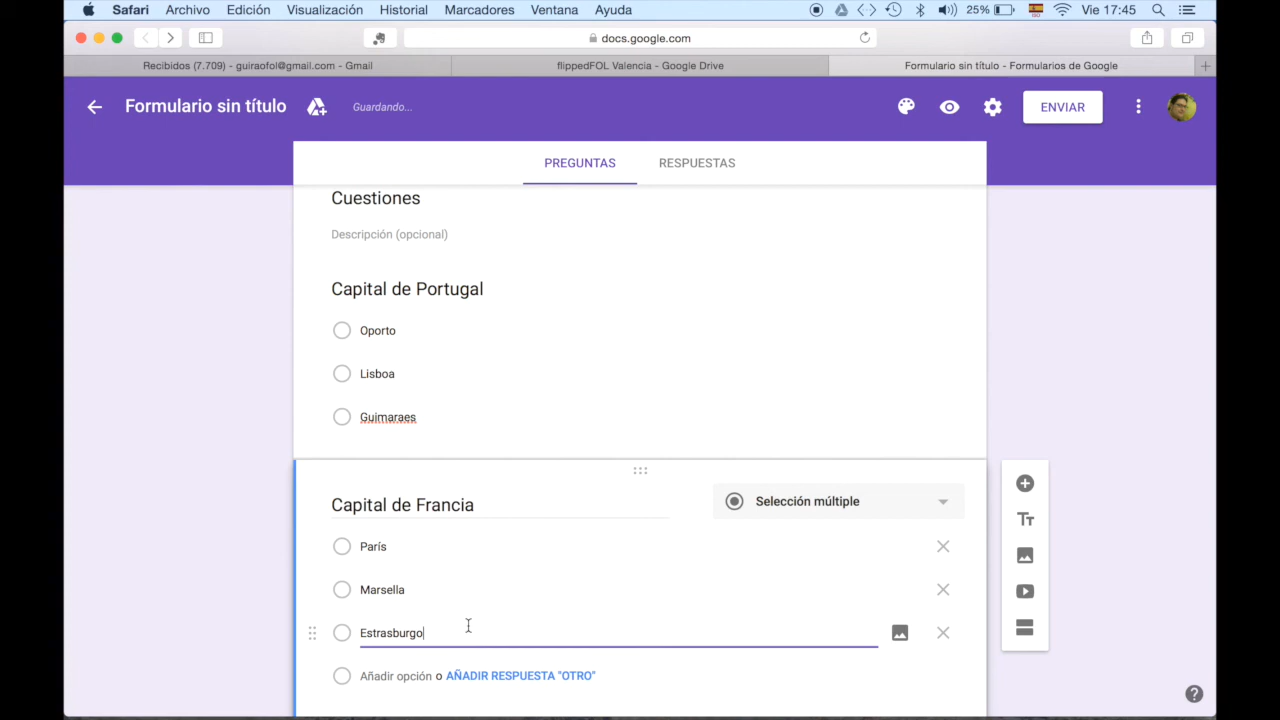 Safari Archivo Edición Visualización Historial Marcadores Ventana Ayuda 25% Vie 17:45
docs.google.com
Recibidos (7.709) - guiraofol@gmail.com - Gmail flippedFOL Valencia - Google Drive Formulario sin título - Formularios de Google
Formulario sin título Guardando... ENVIAR
PREGUNTAS RESPUESTAS
Cuestiones
Descripción (opcional)
Capital de Portugal
Oporto
Lisboa
Guimaraes
Capital de Francia Selección múltiple
París
Marsella
Estrasburgo
Añadir opción o AÑADIR RESPUESTA "OTRO"